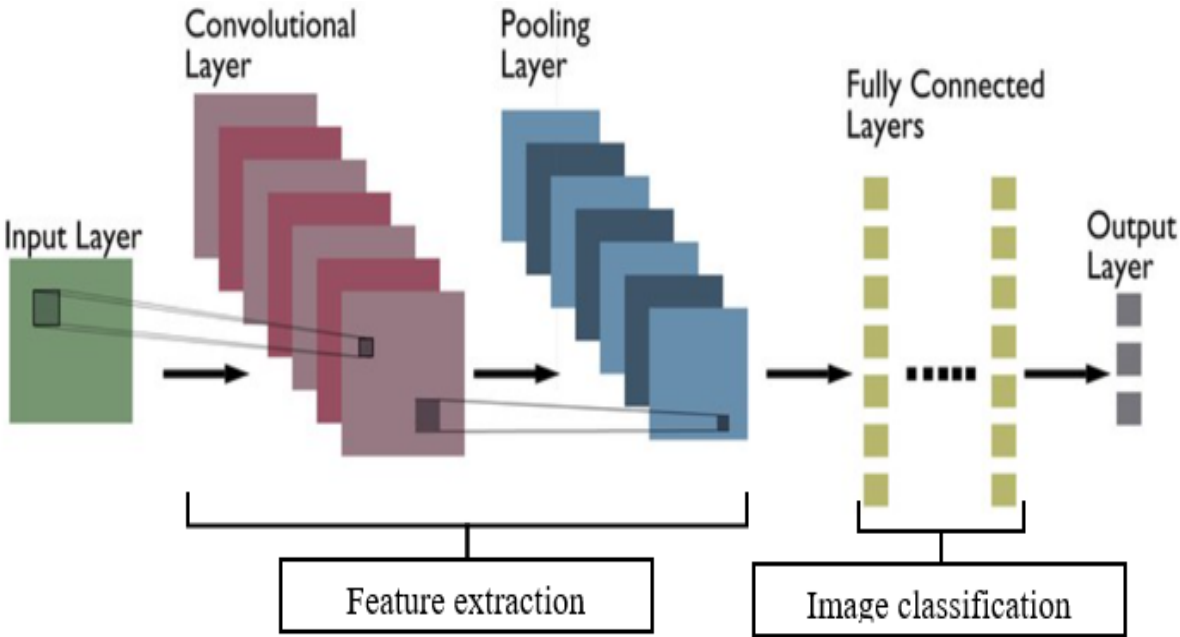 Convolutional
Layer
Pooling
Layer
Fully Connected
Layers
Input Layer
Output
Layer
Feature extraction
Image classification